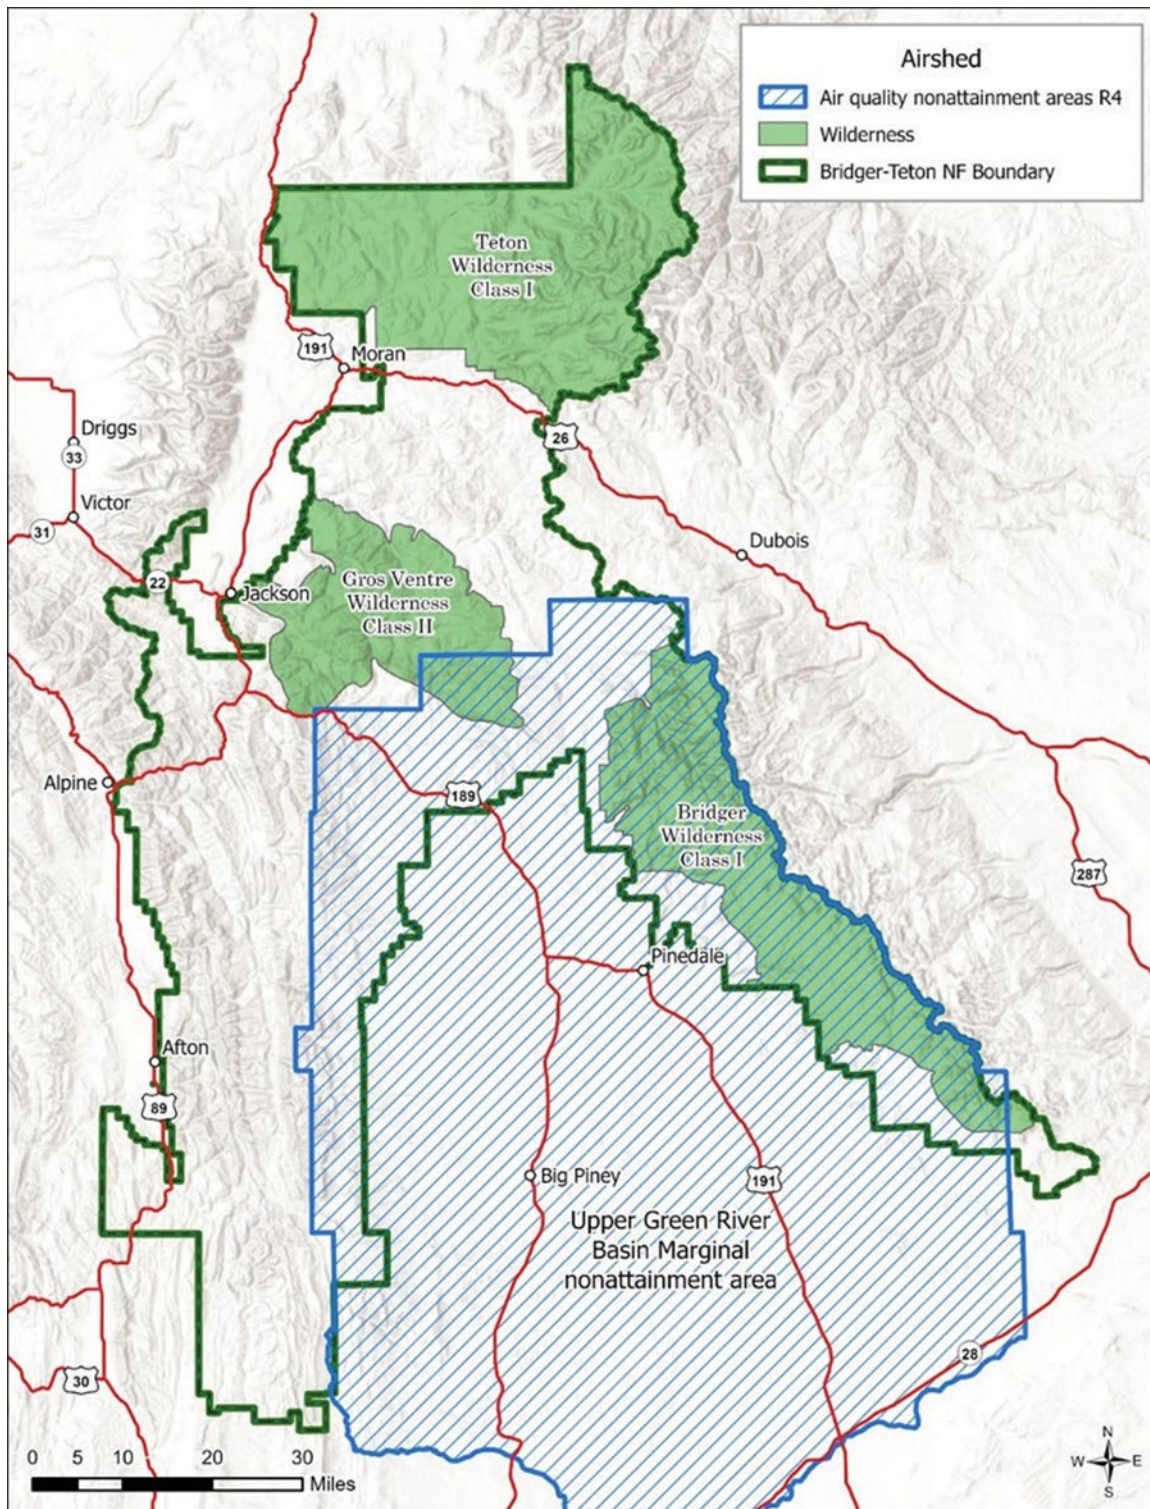 Airshed
Air quality nonattainment areas R4
Wilderness
Bridger-Teton NF Boundary
Teton
Wilderness
Class I
191
Moran
Driggs
26
33
Victor
31
Dubois
22
Jackson
Gros Ventre
Wilderness
Class II
Alpine
189
Bridger
Wilderness
Class I
287
Pinedale
Afton
89
Big Piney
191
Upper Green River
Basin Marginal
nonattainment area
28
30
N
W E
S
0 5 10 20 30
Miles